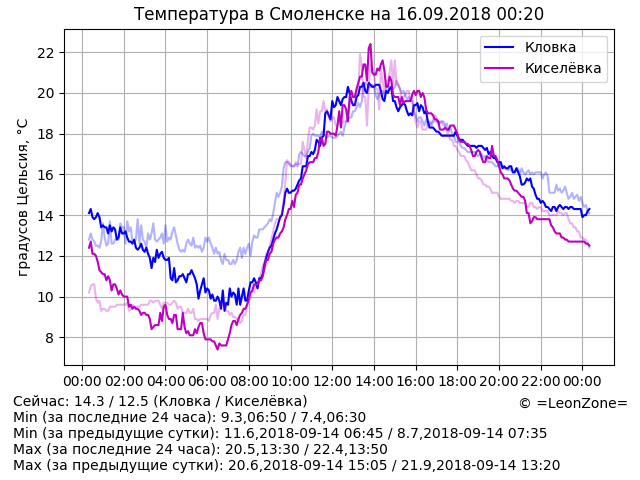 Температура в Смоленске на 16.09.2018 00:20
Кловка
Киселёвка
градусов Цельсия, °C
22
20
18
16
14
12
10
8
00:00 02:00 04:00 06:00 08:00 10:00 12:00 14:00 16:00 18:00 20:00 22:00 00:00
Сейчас: 14.3 / 12.5 (Кловка / Киселёвка)
© =LeonZone=
Min (за последние 24 часа): 9.3,06:50 / 7.4,06:30
Min (за предыдущие сутки): 11.6,2018-09-14 06:45 / 8.7,2018-09-14 07:35
Max (за последние 24 часа): 20.5,13:30 / 22.4,13:50
Max (за предыдущие сутки): 20.6,2018-09-14 15:05 / 21.9,2018-09-14 13:20